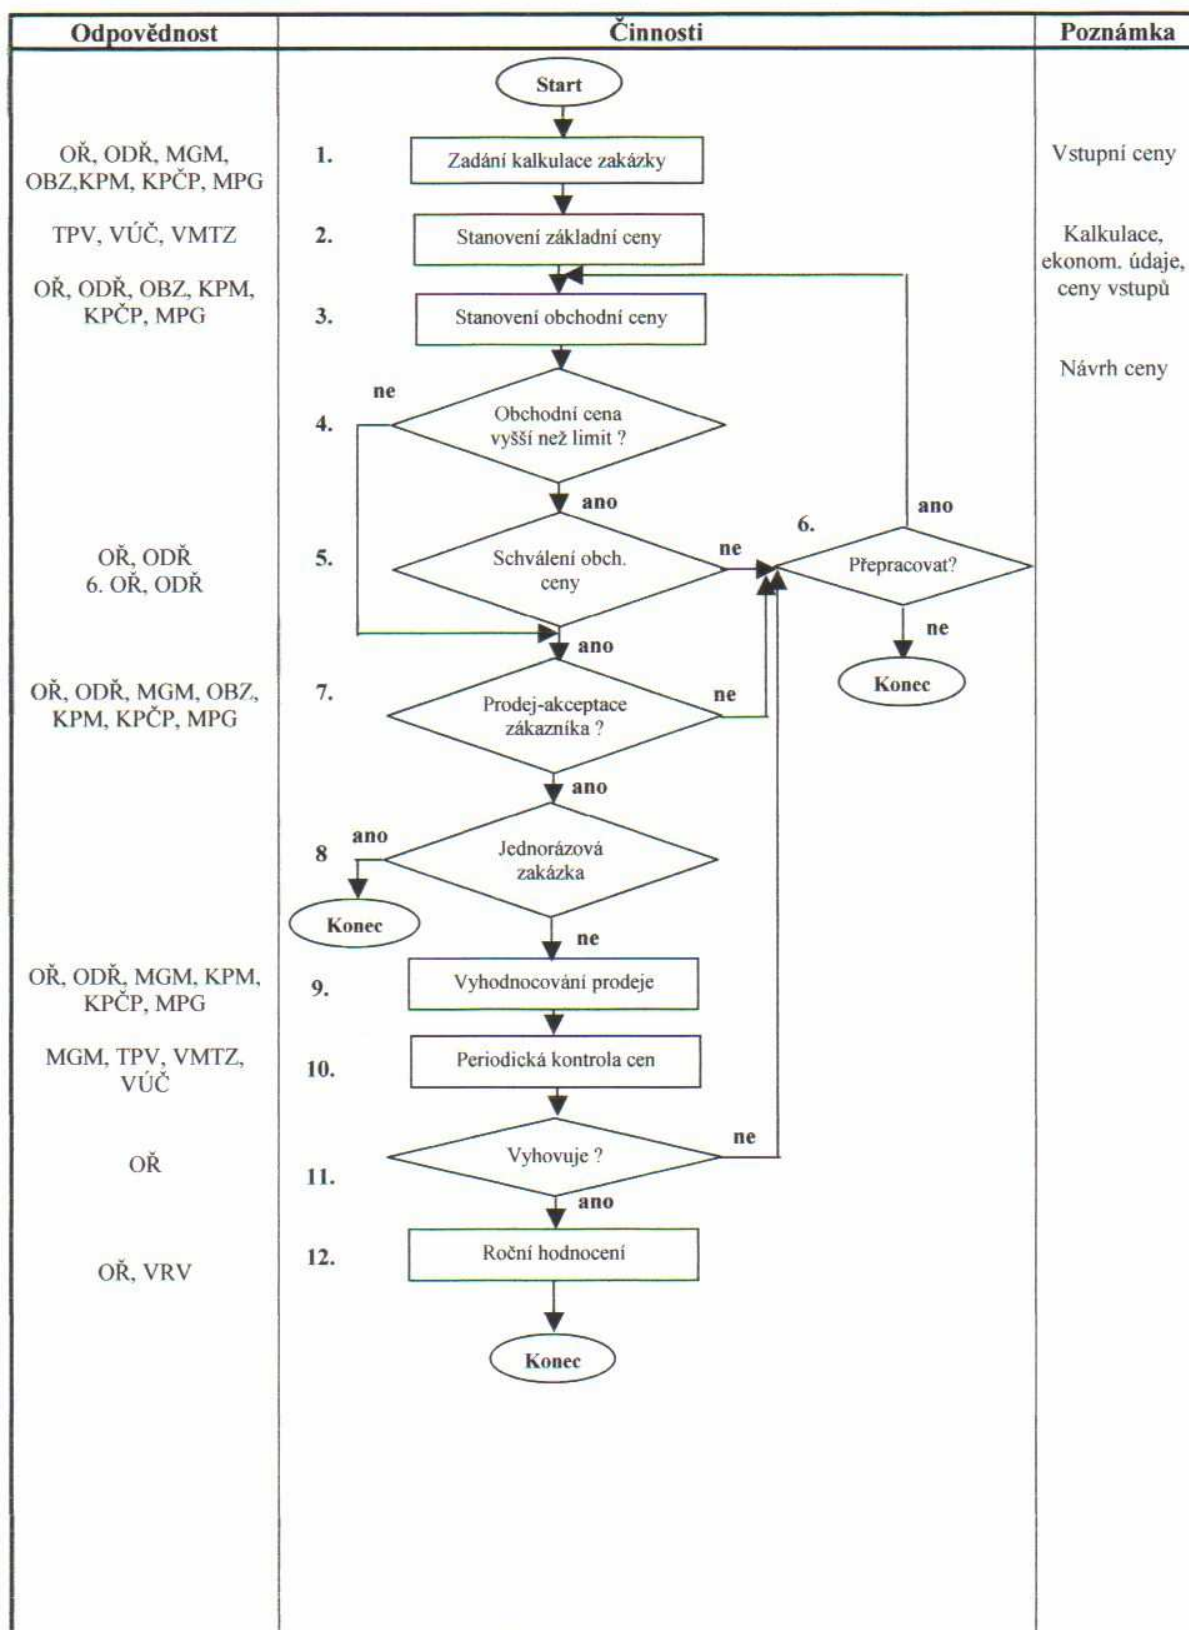 Odpovědnost
Činnosti
Poznámka
Start
OŘ, ODŘ, MGM,
OBZ,KPM, KPČP, MPG
1.
Zadání kalkulace zakázky
Vstupní ceny
TPV, VÚČ, VMTZ
2.
Stanovení základní ceny
Kalkulace,
ekonom. údaje,
ceny vstupů
OŘ, ODŘ, OBZ, KPM,
KPČP, MPG
3.
Stanovení obchodní ceny
Návrh ceny
ne
4.
Obchodní cena
vyšší než limit ?
ano
OŘ, ODŘ
6. OŘ, ODŘ
5.
Schválení obch.
ceny
ne
6.
ano
Přepracovat?
ne
Konec
ano
OŘ, ODŘ, MGM, OBZ,
KPM, KPČP, MPG
7.
Prodej-akceptace
zákazníka ?
ne
ano
8
ano
Jednorázová
zakázka
Konec
ne
OŘ, ODŘ, MGM, KPM,
KPČP, MPG
9.
Vyhodnocování prodeje
MGM, TPV, VMTZ,
VÚČ
10.
Periodická kontrola cen
OŘ
11.
Vyhovuje ?
ne
ano
OŘ, VRV
12.
Roční hodnocení
Konec